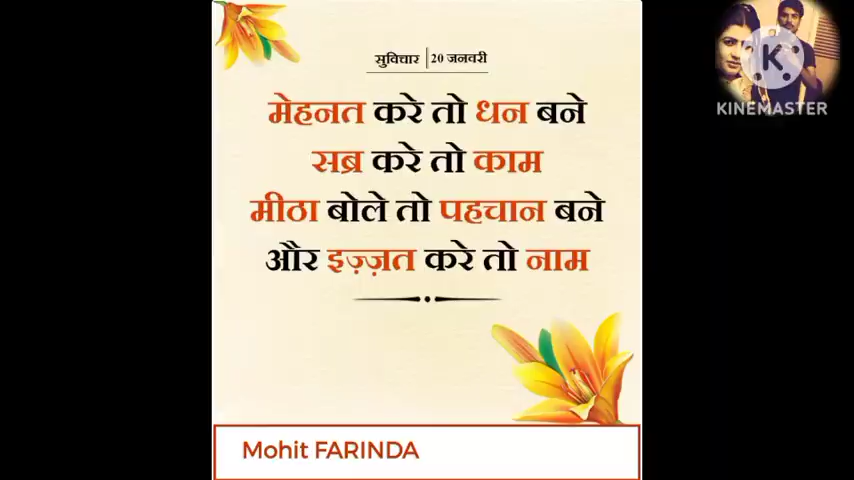 सुविचार | 20 जनवरी
मेहनत करे तो धन बने
सब्र करे तो काम
मीठा बोले तो पहचान बने
और इज़्ज़त करे तो नाम
Mohit FARINDA
K
KINEMASTER